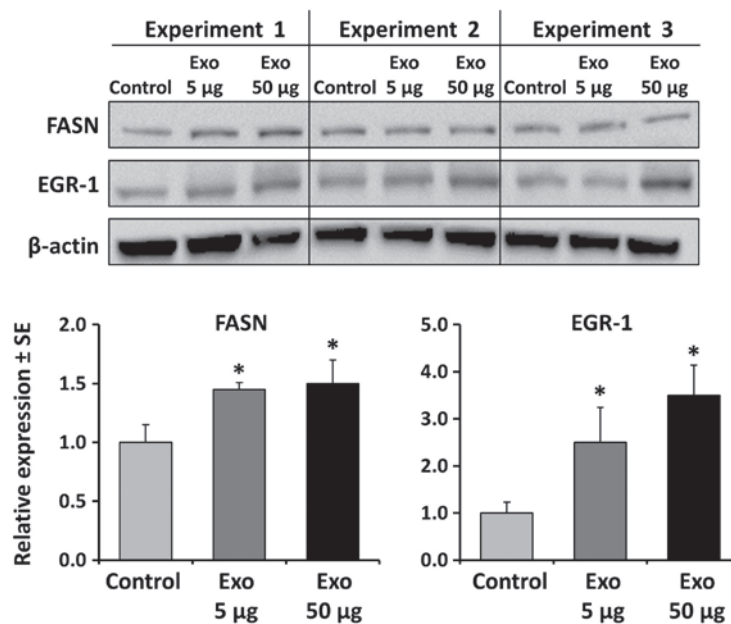 Experiment 1 Experiment 2 Experiment 3
Control Exo 5 µg Exo 50 µg Control Exo 5 µg Exo 50 µg Control Exo 5 µg Exo 50 µg
FASN
EGR-1
β-actin
Relative expression ± SE
FASN
2.0
1.5
1.0
0.5
0.0
*
*
Control Exo 5 µg Exo 50 µg
EGR-1
5.0
4.0
3.0
2.0
1.0
0.0
*
*
Control Exo 5 µg Exo 50 µg